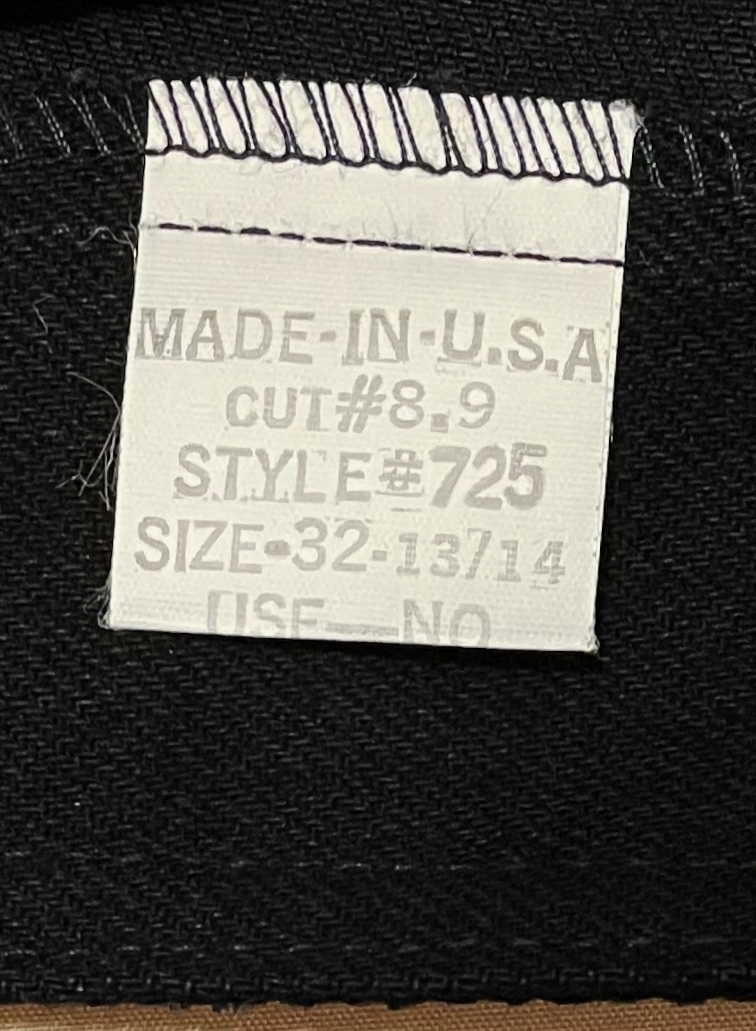 MADE-IN-U.S.A
CUT#8.9
STYLE#725
SIZE-32-13714
USE—NO